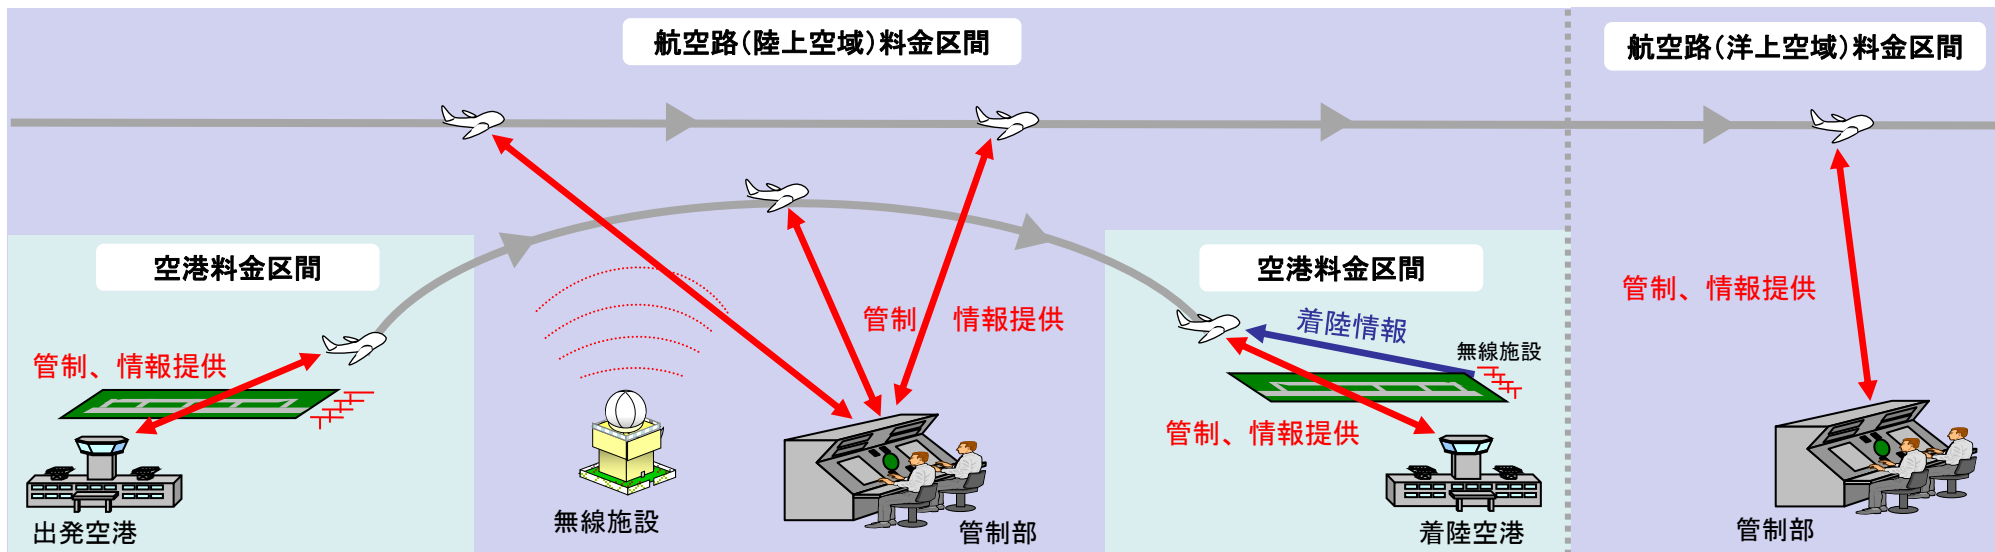 航空路（陸上空域）料金区間
航空路（洋上空域）料金区間
空港料金区間
空港料金区間
管制、情報提供
管制　情報提供
着陸情報
無線施設
管制、情報提供
管制、情報提供
出発空港
無線施設
管制部
着陸空港
管制部